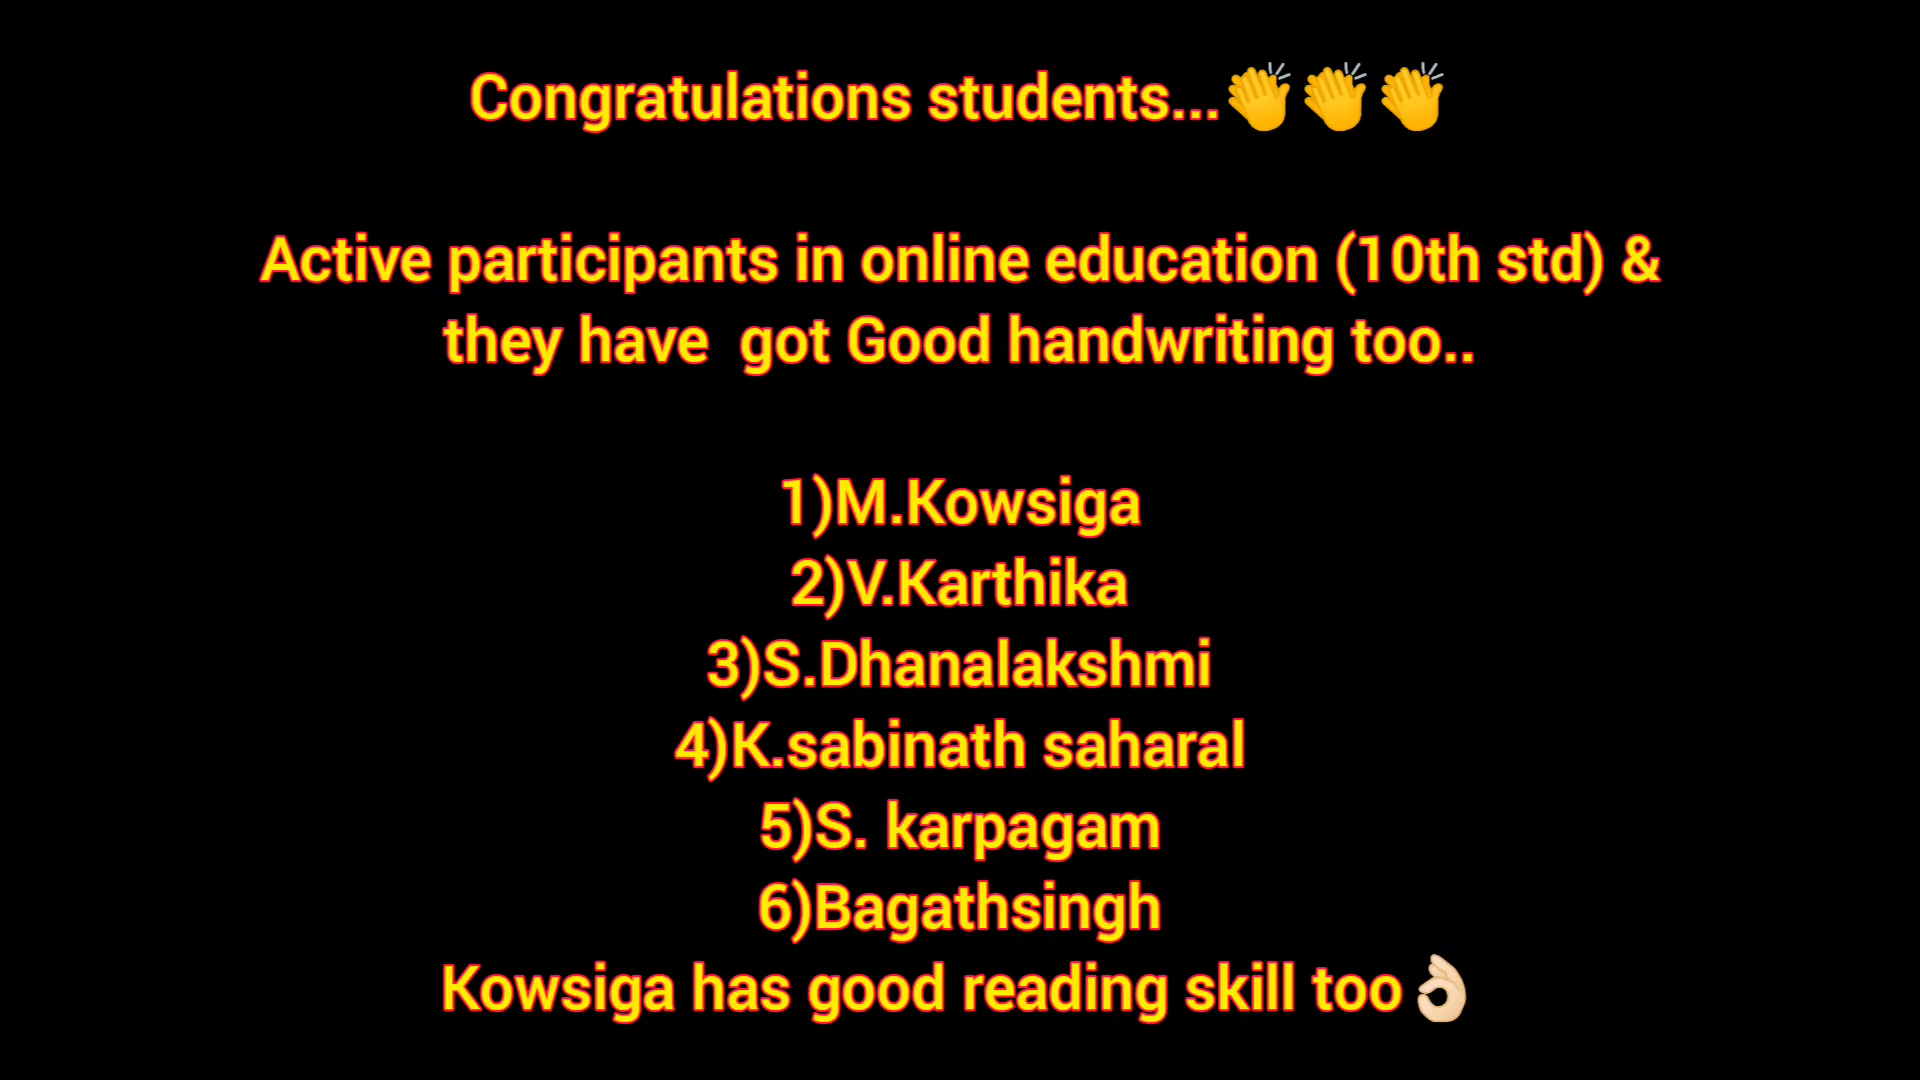 Congratulations students...👏👏👏
Active participants in online education (10th std) &
they have  got Good handwriting too..
1)M.Kowsiga
2)V.Karthika
3)S.Dhanalakshmi
4)K.sabinath saharal
5)S. karpagam
6)Bagathsingh
Kowsiga has good reading skill too👌🏻